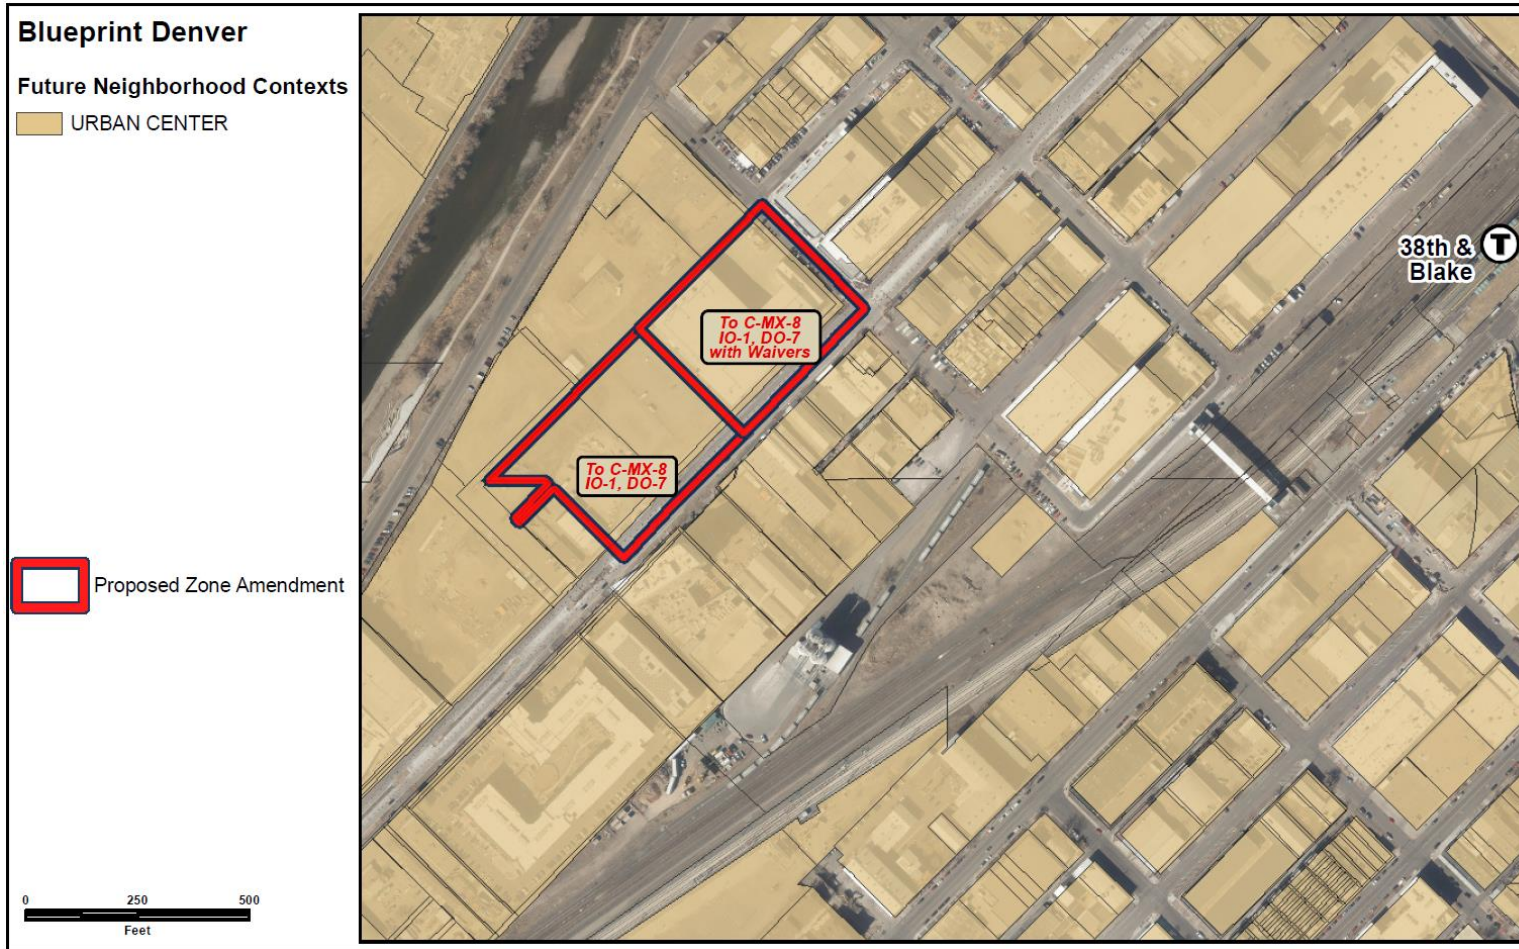 Blueprint Denver
Future Neighborhood Contexts
URBAN CENTER
Proposed Zone Amendment
0 250 500
Feet
38th & T
Blake
To C-MX-8
IO-1, DO-7
with Waivers
To C-MX-8
IO-1, DO-7